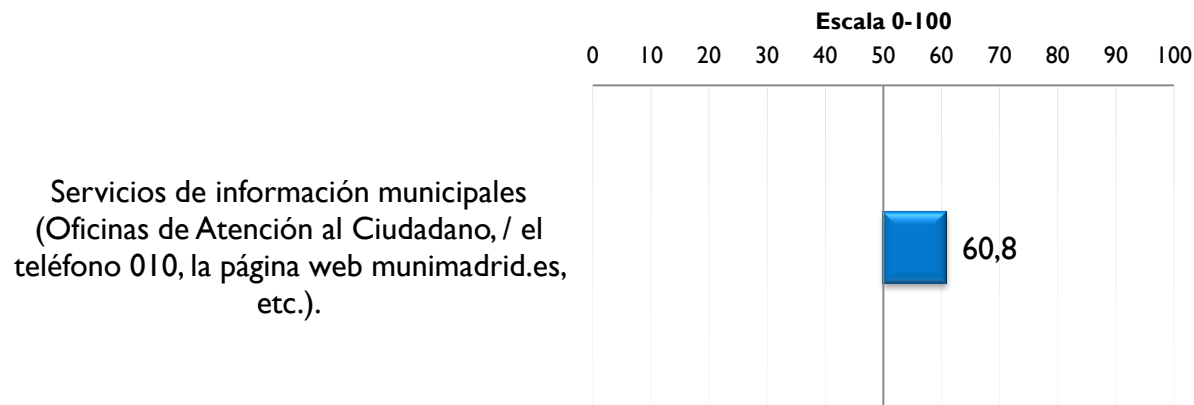 Escala 0-100
0 10 20 30 40 50 60 70 80 90 100
Servicios de información municipales
(Oficinas de Atención al Ciudadano, / el
teléfono 010, la página web munimadrid.es,
etc.).
60,8